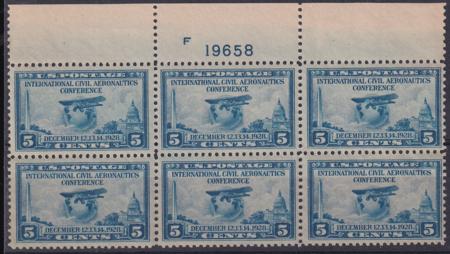 F 19658
U.S. POSTAGE U.S. POSTAGE U.S. POSTAGE
INTERNATIONAL CIVIL AERONAUTICS INTERNATIONAL CIVIL AERONAUTICS INTERNATIONAL CIVIL AERONAUTICS
CONFERENCE CONFERENCE CONFERENCE
DECEMBER 12.13.14.1928. DECEMBER 12.13.14.1928. DECEMBER 12.13.14.1928.
5 CENTS 5 5 CENTS 5 5 CENTS 5
U.S. POSTAGE U.S. POSTAGE U.S. POSTAGE
INTERNATIONAL CIVIL AERONAUTICS INTERNATIONAL CIVIL AERONAUTICS INTERNATIONAL CIVIL AERONAUTICS
CONFERENCE CONFERENCE CONFERENCE
DECEMBER 12.13.14.1928. DECEMBER 12.13.14.1928. DECEMBER 12.13.14.1928.
5 CENTS 5 5 CENTS 5 5 CENTS 5